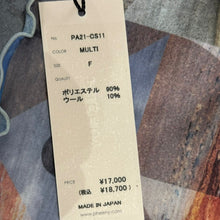 No. PA21-CS11
COLOR MULTI
SIZE F
QUALITY
ポリエステル 90%
ウール 10%
PRICE ¥17,000
(税込 ¥18,700)
MADE IN JAPAN